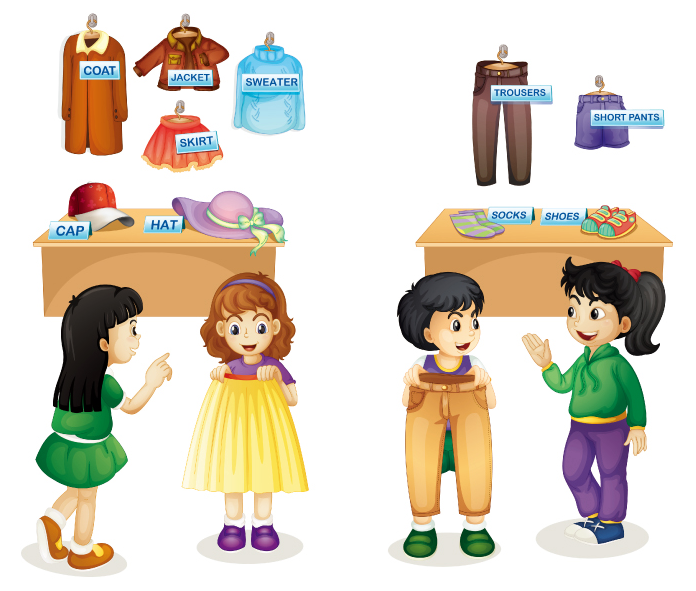 COAT
JACKET
SWEATER
SKIRT
CAP
HAT
TROUSERS
SHORT PANTS
SOCKS
SHOES